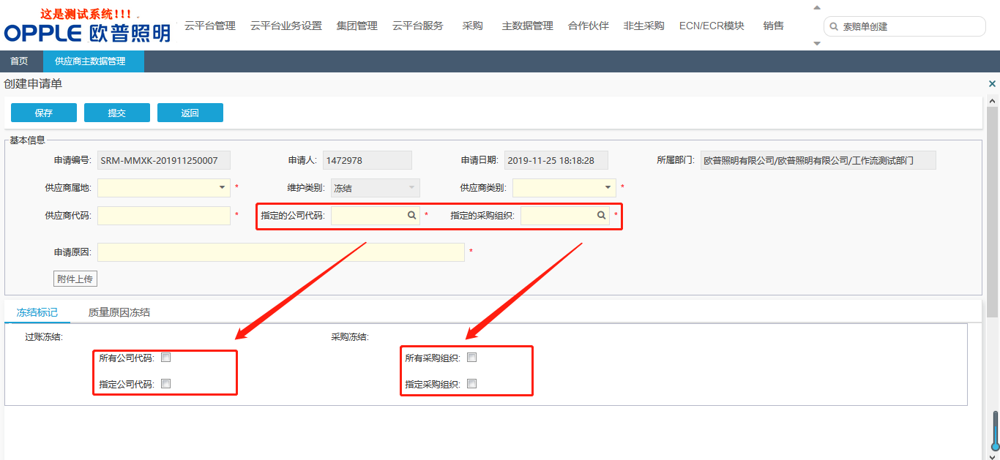 这是测试系统!!! .
OPPLE 欧普照明
云平台管理 云平台业务设置 集团管理 云平台服务 采购 主数据管理 合作伙伴 非生采购 ECN/ECR模块 销售
索赔单创建
首页 供应商主数据管理
创建申请单
保存 提交 返回
基本信息
申请编号: SRM-MMXK-201911250007 申请人: 1472978 申请日期: 2019-11-25 18:18:28 所属部门: 欧普照明有限公司/欧普照明有限公司/工作流测试部门
供应商属地: * 维护类别: 冻结 供应商类别: *
供应商代码: * 指定的公司代码: * 指定的采购组织: *
申请原因: *
附件上传
冻结标记 质量原因冻结
过账冻结: 采购冻结:
所有公司代码: 所有采购组织:
指定公司代码: 指定采购组织: